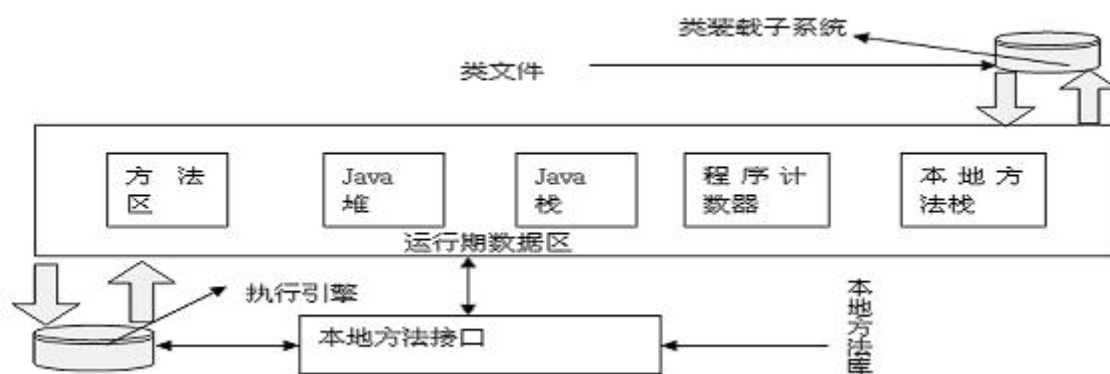 类装载子系统
类文件
方法
区
Java
堆
Java
栈
程序计
数器
本地方
法栈
运行期数据区
执行引擎
本地方法接口
本地方法库